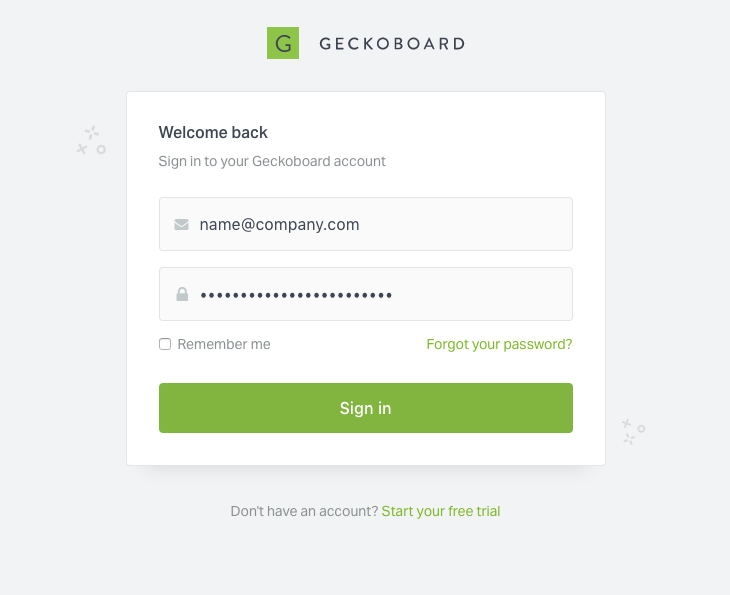 G GECKOBOARD
Welcome back
Sign in to your Geckoboard account
name@company.com
••••••••••••••••••••••••
Remember me Forgot your password?
Sign in
Don't have an account? Start your free trial